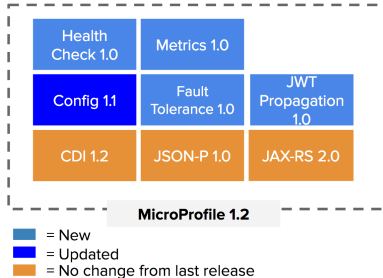 Health
Check 1.0
Metrics 1.0
Config 1.1
Fault
Tolerance 1.0
JWT
Propagation
1.0
CDI 1.2
JSON-P 1.0
JAX-RS 2.0
MicroProfile 1.2
= New
= Updated
= No change from last release